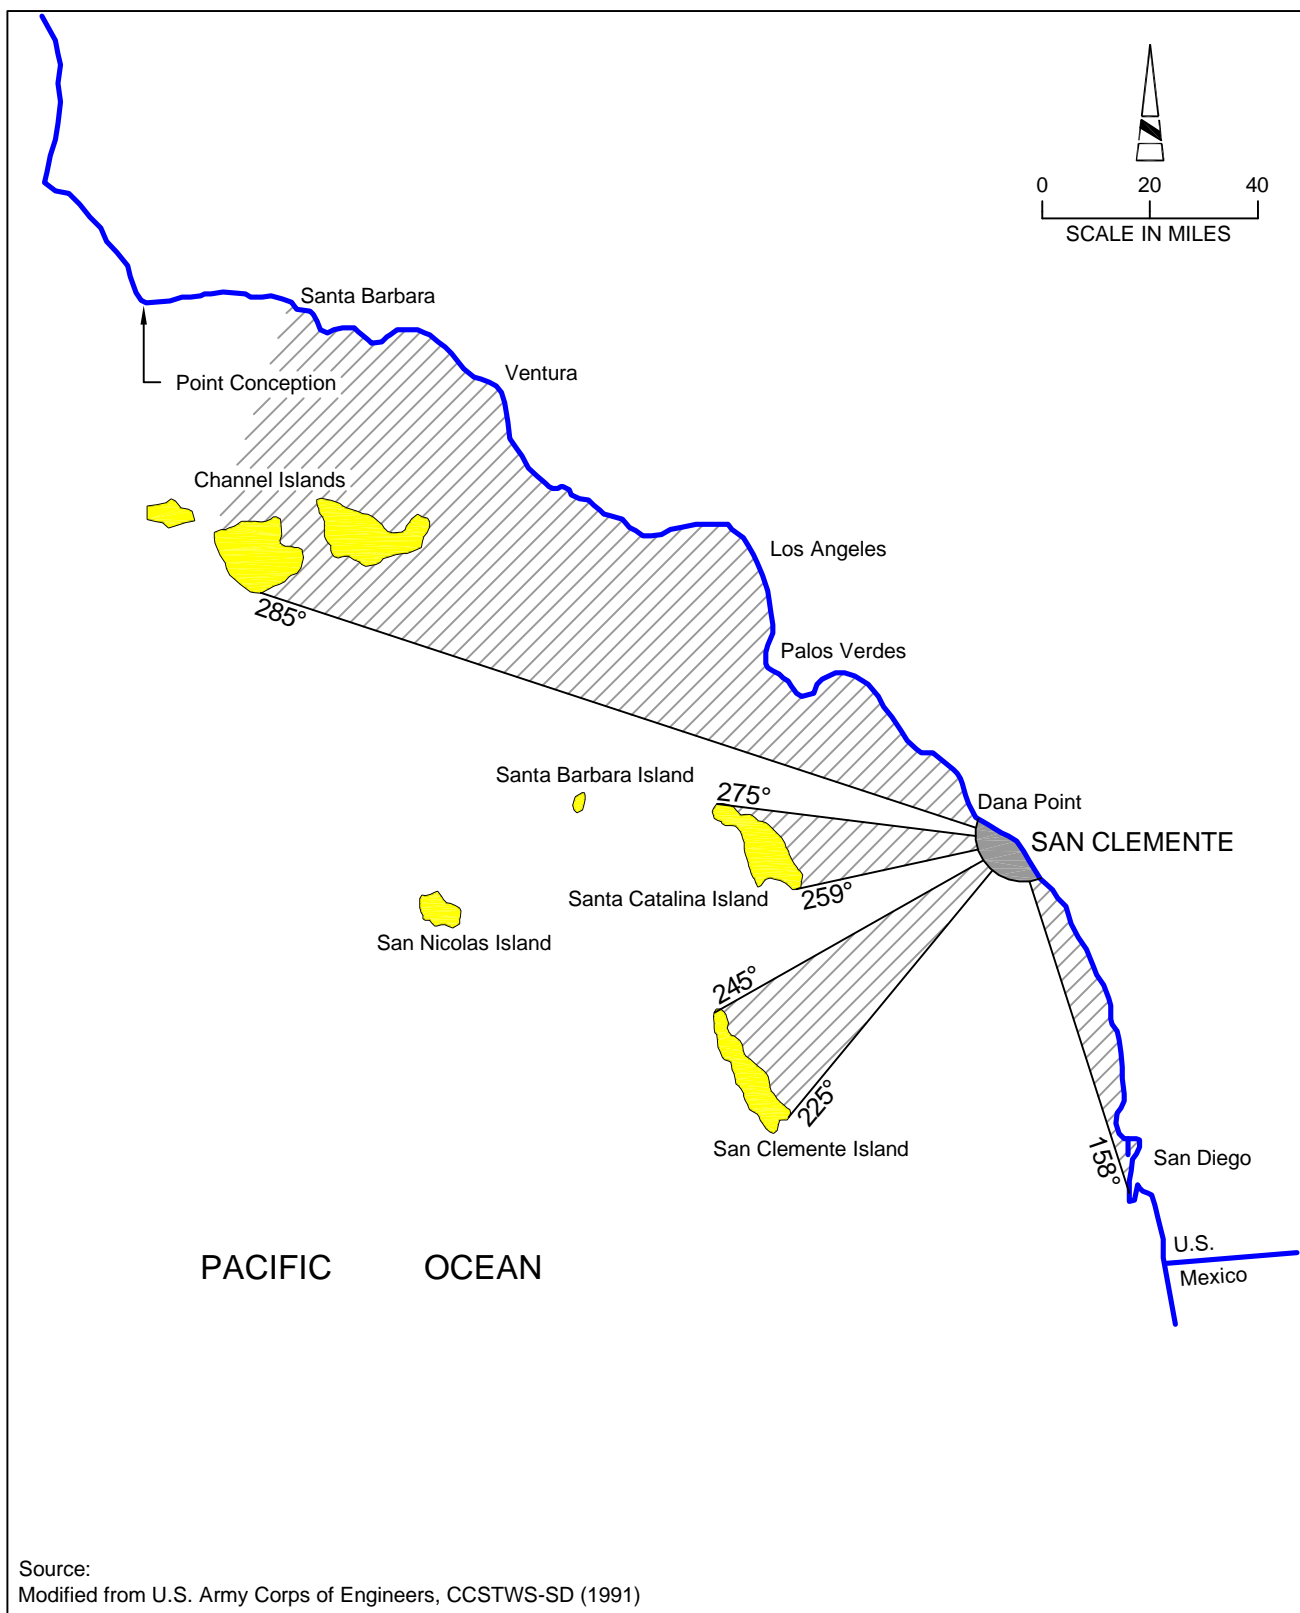 N
0 20 40
SCALE IN MILES
Santa Barbara
Ventura
Point Conception
Channel Islands
Los Angeles
285°
Palos Verdes
Santa Barbara Island
275°
Dana Point
SAN CLEMENTE
259°
Santa Catalina Island
San Nicolas Island
245°
225°
San Clemente Island
158°
San Diego
U.S.
Mexico
PACIFIC OCEAN
Source:
Modified from U.S. Army Corps of Engineers, CCSTWS-SD (1991)